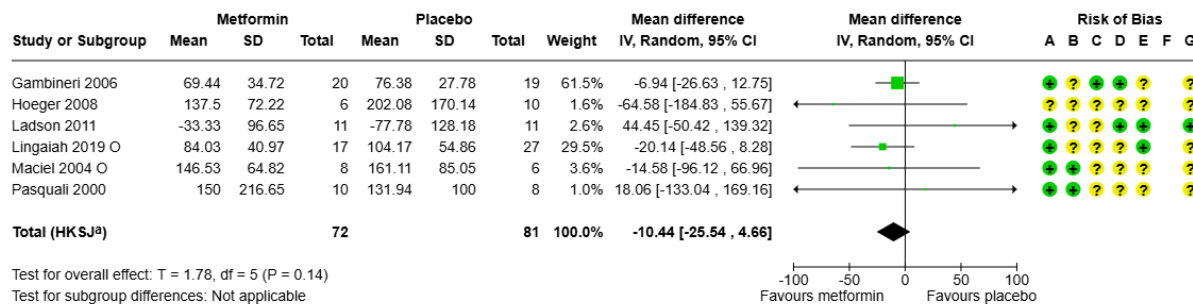 Metformin Placebo Mean difference Mean difference Risk of Bias
Study or Subgroup Mean SD Total Mean SD Total Weight IV, Random, 95% CI IV, Random, 95% CI A B C D E F G
Gambineri 2006 69.44 34.72 20 76.38 27.78 19 61.5% -6.94 [-26.63 , 12.75] + ? + + ? ?
Hoeger 2008 137.5 72.22 6 202.08 170.14 10 1.6% -64.58 [-184.83 , 55.67] ? ? ? ? ? ?
Ladson 2011 -33.33 96.65 11 -77.78 128.18 11 2.6% 44.45 [-50.42 , 139.32] + ? ? + + +
Lingaiah 2019 O 84.03 40.97 17 104.17 54.86 27 29.5% -20.14 [-48.56 , 8.28] + ? ? ? + ?
Maciel 2004 O 146.53 64.82 8 161.11 85.05 6 3.6% -14.58 [-96.12 , 66.96] + + ? ? ? ?
Pasquali 2000 150 216.65 10 131.94 100 8 1.0% 18.06 [-133.04 , 169.16] + + ? ? ? ?
Total (HKSJᵃ) 72 81 100.0% -10.44 [-25.54 , 4.66]
Test for overall effect: T = 1.78, df = 5 (P = 0.14) -100 -50 0 50 100
Test for subgroup differences: Not applicable Favours metformin Favours placebo